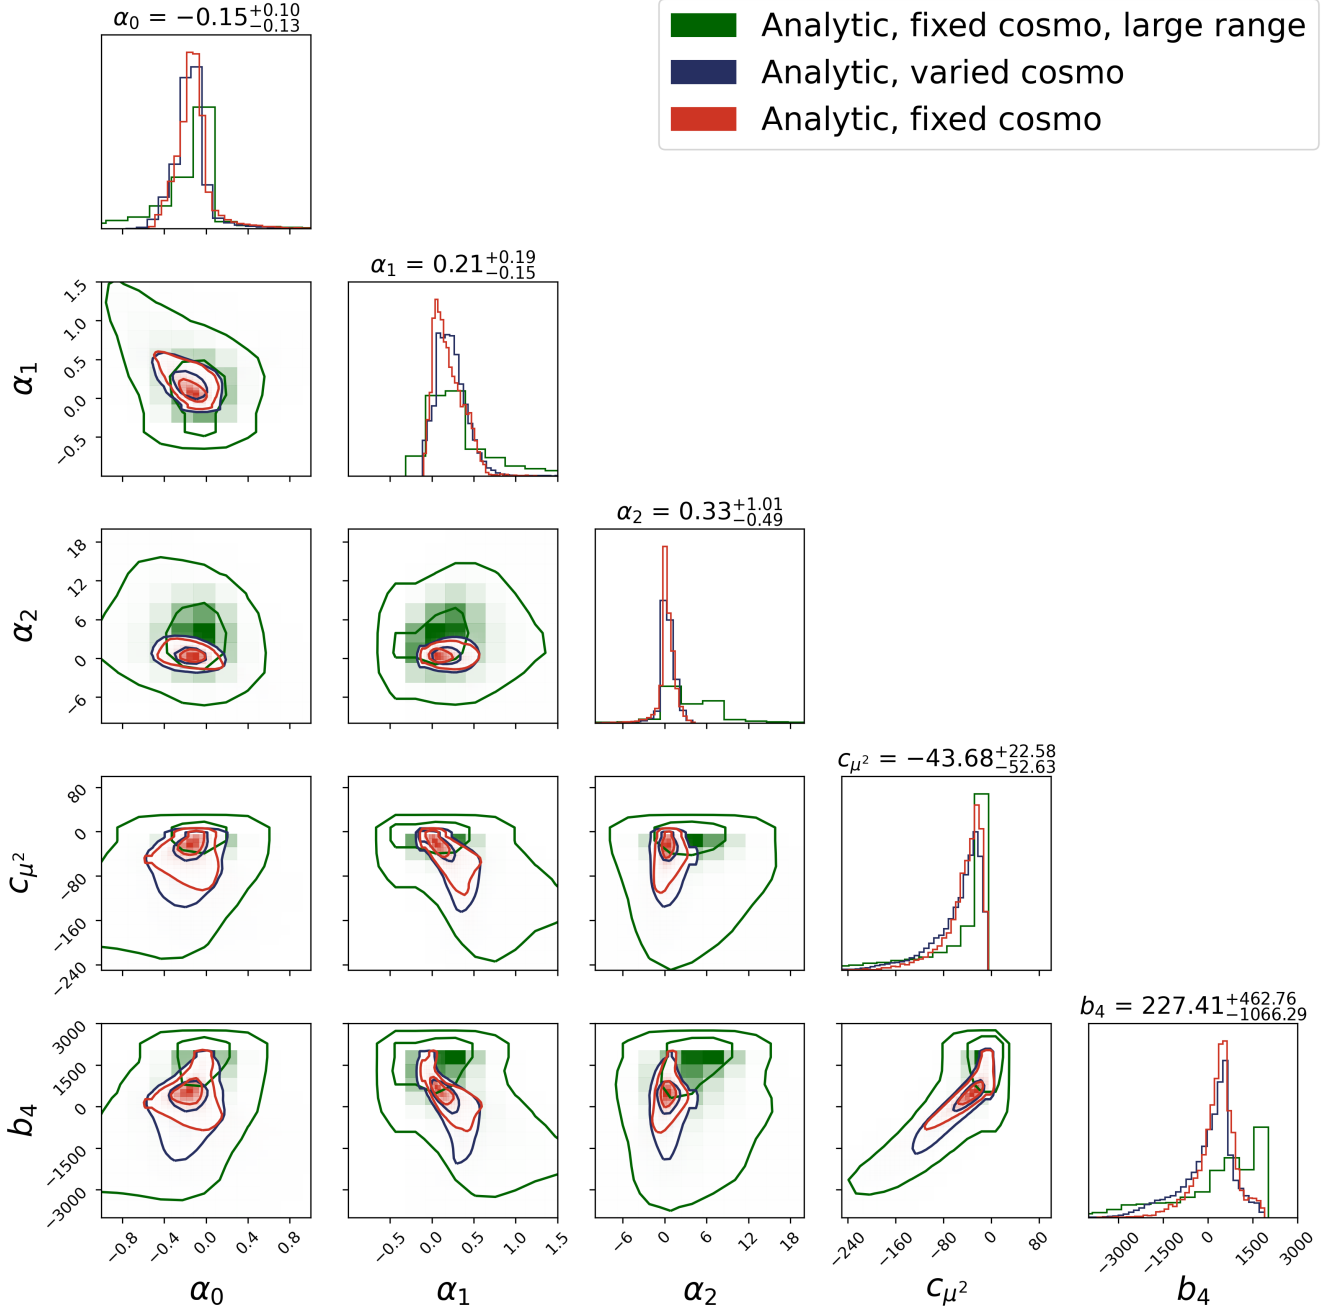 α₀ = −0.15+0.10 −0.13
Analytic, fixed cosmo, large range
Analytic, varied cosmo
Analytic, fixed cosmo
α₁ = 0.21+0.19 −0.15
α₁
1.5
1.0
0.5
0.0
−0.5
α₂ = 0.33+1.01 −0.49
α₂
18
12
6
0
−6
c_μ² = −43.68+22.58 −52.63
c_μ²
80
0
−80
−160
−240
b₄ = 227.41+462.76 −1066.29
b₄
3000
1500
0
−1500
−3000
−0.8 −0.4 0.0 0.4 0.8
−0.5 0.0 0.5 1.0 1.5
−6 0 6 12 18
−240 −160 −80 0 80
−3000 −1500 0 1500 3000
α₀ α₁ α₂ c_μ² b₄